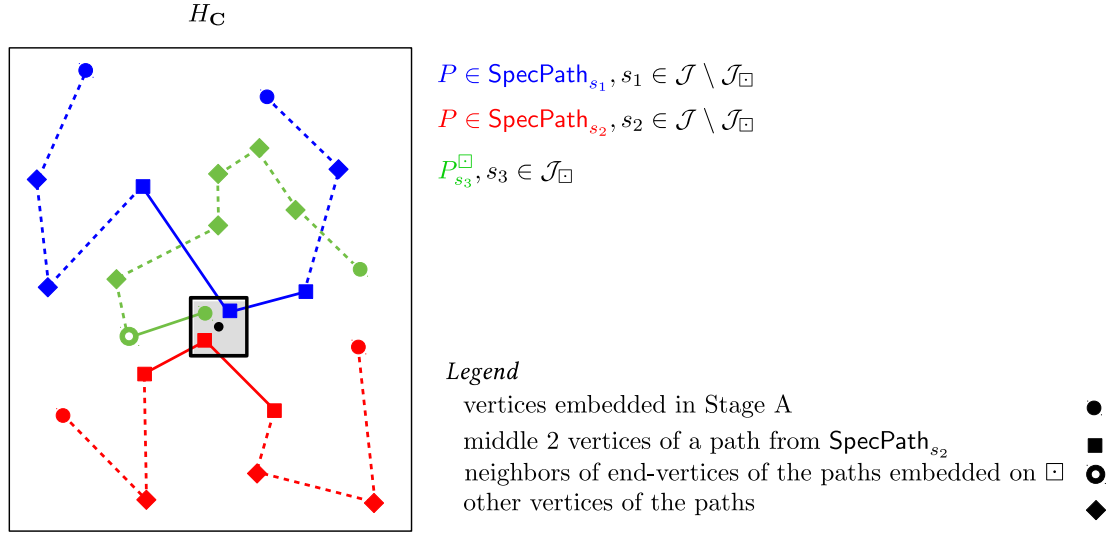 H_C
P ∈ SpecPath_{s_1}, s_1 ∈ 𝒥 \ 𝒥_⊡
P ∈ SpecPath_{s_2}, s_2 ∈ 𝒥 \ 𝒥_⊡
P^⊡_{s_3}, s_3 ∈ 𝒥_⊡
Legend
vertices embedded in Stage A
middle 2 vertices of a path from SpecPath_{s_2}
neighbors of end-vertices of the paths embedded on ⊡
other vertices of the paths